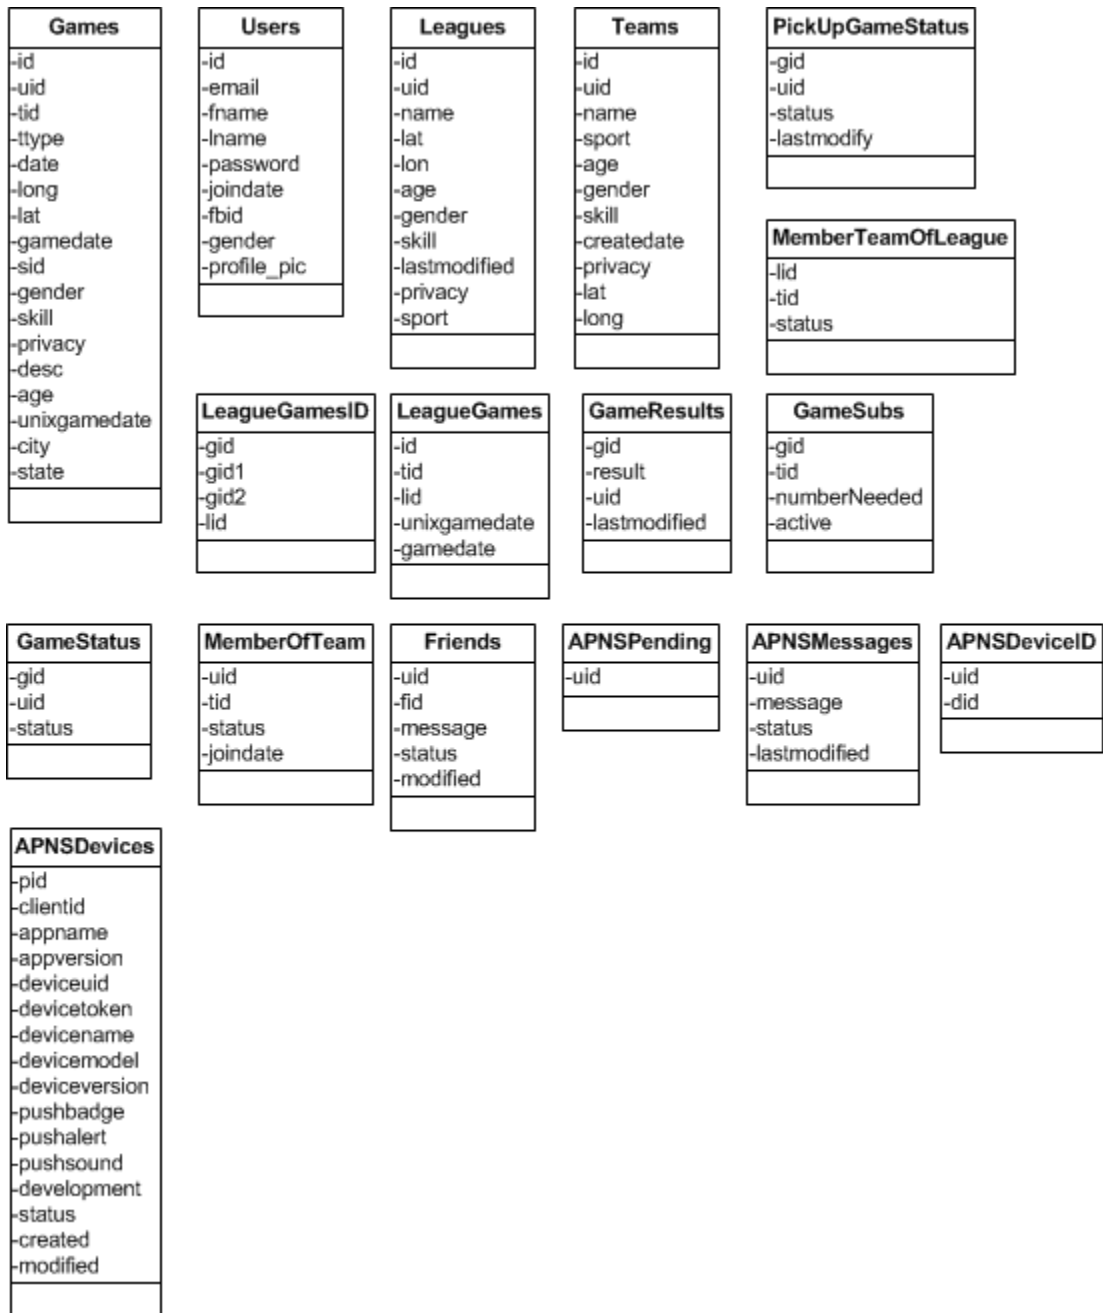 Games
-id
-uid
-tid
-ttype
-date
-long
-lat
-gamedate
-sid
-gender
-skill
-privacy
-desc
-age
-unixgamedate
-city
-state
Users
-id
-email
-fname
-lname
-password
-joindate
-fbid
-gender
-profile_pic
Leagues
-id
-uid
-name
-lat
-lon
-age
-gender
-skill
-lastmodified
-privacy
-sport
Teams
-id
-uid
-name
-sport
-age
-gender
-skill
-createdate
-privacy
-lat
-long
PickUpGameStatus
-gid
-uid
-status
-lastmodify
MemberTeamOfLeague
-lid
-tid
-status
LeagueGamesID
-gid
-gid1
-gid2
-lid
LeagueGames
-id
-tid
-lid
-unixgamedate
-gamedate
GameResults
-gid
-result
-uid
-lastmodified
GameSubs
-gid
-tid
-numberNeeded
-active
GameStatus
-gid
-uid
-status
MemberOfTeam
-uid
-tid
-status
-joindate
Friends
-uid
-fid
-message
-status
-modified
APNSPending
-uid
APNSMessages
-uid
-message
-status
-lastmodified
APNSDeviceID
-uid
-did
APNSDevices
-pid
-clientid
-appname
-appversion
-deviceuid
-devicetoken
-devicename
-devicemodel
-deviceversion
-pushbadge
-pushalert
-pushsound
-development
-status
-created
-modified